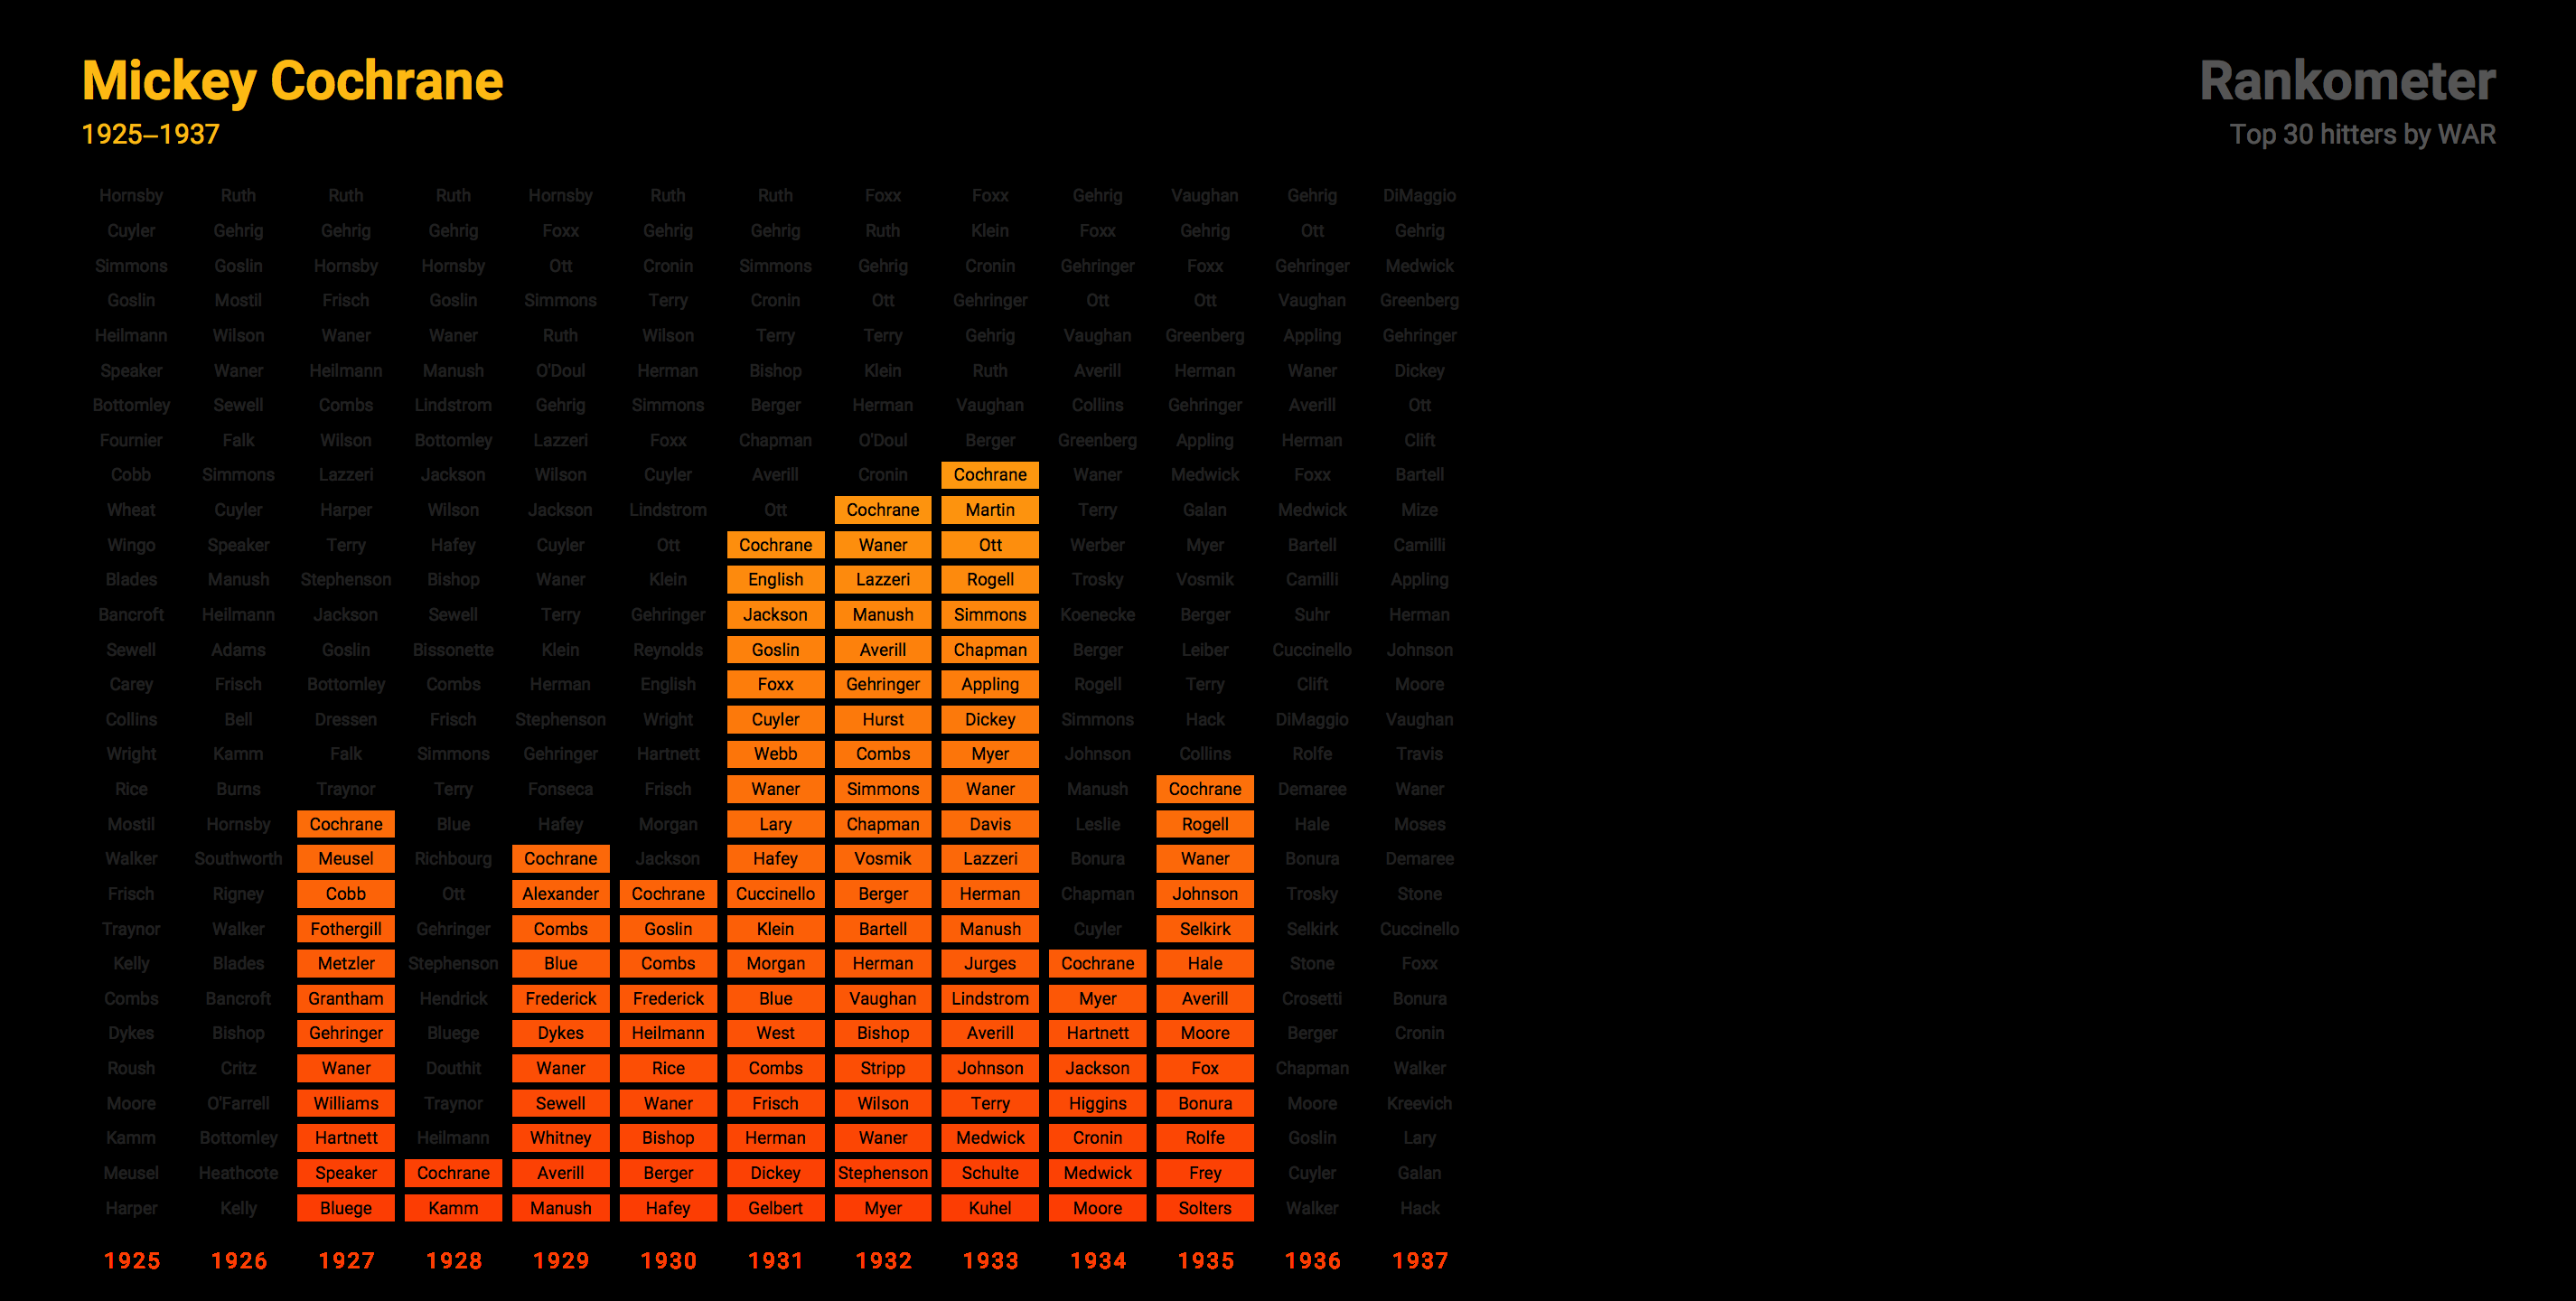 Mickey Cochrane
1925–1937
Rankometer
Top 30 hitters by WAR
Hornsby Ruth Ruth Ruth Hornsby Ruth Ruth Foxx Foxx Gehrig Vaughan Gehrig DiMaggio
Cuyler Gehrig Gehrig Gehrig Foxx Gehrig Gehrig Ruth Klein Foxx Gehrig Ott Gehrig
Simmons Goslin Hornsby Hornsby Ott Cronin Simmons Gehrig Cronin Gehringer Foxx Gehringer Medwick
Goslin Mostil Frisch Goslin Simmons Terry Cronin Ott Gehringer Ott Ott Vaughan Greenberg
Heilmann Wilson Waner Waner Ruth Wilson Terry Terry Gehrig Vaughan Greenberg Appling Gehringer
Speaker Waner Heilmann Manush O'Doul Herman Bishop Klein Ruth Averill Herman Waner Dickey
Bottomley Sewell Combs Lindstrom Gehrig Simmons Berger Herman Vaughan Collins Gehringer Averill Ott
Fournier Falk Wilson Bottomley Lazzeri Foxx Chapman O'Doul Berger Greenberg Appling Herman Clift
Cobb Simmons Lazzeri Jackson Wilson Cuyler Averill Cronin Cochrane Waner Medwick Foxx Bartell
Wheat Cuyler Harper Wilson Jackson Lindstrom Ott Cochrane Martin Terry Galan Medwick Mize
Wingo Speaker Terry Hafey Cuyler Ott Cochrane Waner Ott Werber Myer Bartell Camilli
Blades Manush Stephenson Bishop Waner Klein English Lazzeri Rogell Trosky Vosmik Camilli Appling
Bancroft Heilmann Jackson Sewell Terry Gehringer Jackson Manush Simmons Koenecke Berger Suhr Herman
Sewell Adams Goslin Bissonette Klein Reynolds Goslin Averill Chapman Berger Leiber Cuccinello Johnson
Carey Frisch Bottomley Combs Herman English Foxx Gehringer Appling Rogell Terry Clift Moore
Collins Bell Dressen Frisch Stephenson Wright Cuyler Hurst Dickey Simmons Hack DiMaggio Vaughan
Wright Kamm Falk Simmons Gehringer Hartnett Webb Combs Myer Johnson Collins Rolfe Travis
Rice Burns Traynor Terry Fonseca Frisch Waner Simmons Waner Manush Cochrane Demaree Waner
Mostil Hornsby Cochrane Blue Hafey Morgan Lary Chapman Davis Leslie Rogell Hale Moses
Walker Southworth Meusel Richbourg Cochrane Jackson Hafey Vosmik Lazzeri Bonura Waner Bonura Demaree
Frisch Rigney Cobb Ott Alexander Cochrane Cuccinello Berger Herman Chapman Johnson Trosky Stone
Traynor Walker Fothergill Gehringer Combs Goslin Klein Bartell Manush Cuyler Selkirk Selkirk Cuccinello
Kelly Blades Metzler Stephenson Blue Combs Morgan Herman Jurges Cochrane Hale Stone Foxx
Combs Bancroft Grantham Hendrick Frederick Frederick Blue Vaughan Lindstrom Myer Averill Crosetti Bonura
Dykes Bishop Gehringer Bluege Dykes Heilmann West Bishop Averill Hartnett Moore Berger Cronin
Roush Critz Waner Douthit Waner Rice Combs Stripp Johnson Jackson Fox Chapman Walker
Moore O'Farrell Williams Traynor Sewell Waner Frisch Wilson Terry Higgins Bonura Moore Kreevich
Kamm Bottomley Hartnett Heilmann Whitney Bishop Herman Waner Medwick Cronin Rolfe Goslin Lary
Meusel Heathcote Speaker Cochrane Averill Berger Dickey Stephenson Schulte Medwick Frey Cuyler Galan
Harper Kelly Bluege Kamm Manush Hafey Gelbert Myer Kuhel Moore Solters Walker Hack
1925 1926 1927 1928 1929 1930 1931 1932 1933 1934 1935 1936 1937